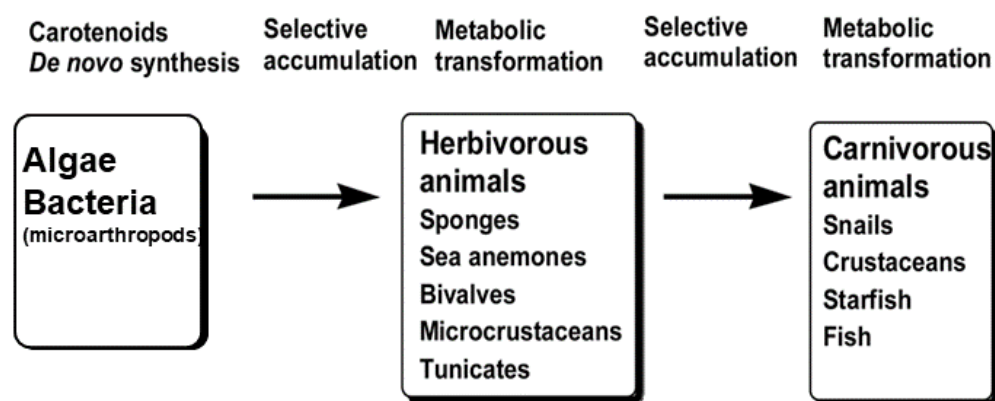 Carotenoids
De novo synthesis
Selective
accumulation
Metabolic
transformation
Selective
accumulation
Metabolic
transformation
Algae
Bacteria
(microarthropods)
Herbivorous
animals
Sponges
Sea anemones
Bivalves
Microcrustaceans
Tunicates
Carnivorous
animals
Snails
Crustaceans
Starfish
Fish